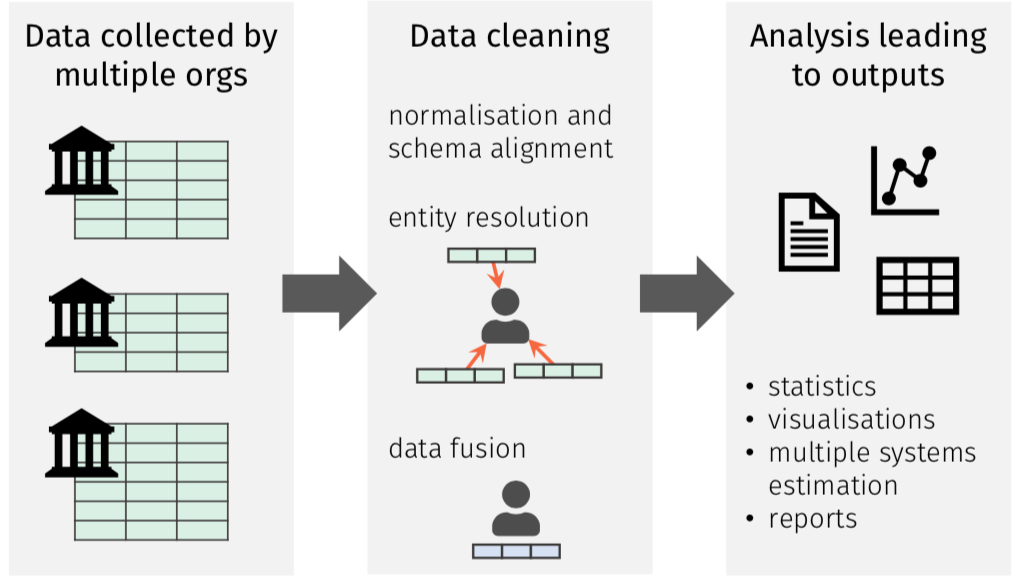 Data collected by
multiple orgs
Data cleaning
normalisation and
schema alignment
entity resolution
data fusion
Analysis leading
to outputs
• statistics
• visualisations
• multiple systems
estimation
• reports